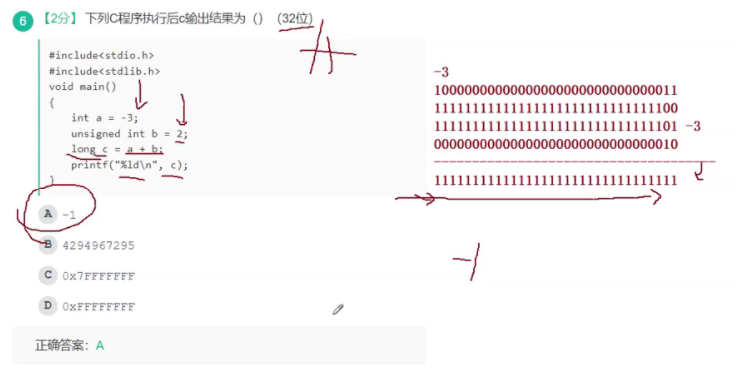 6 【2分】 下列C程序执行后c输出结果为（）（32位）
#include<stdio.h>
#include<stdlib.h>
void main()
{
int a = -3;
unsigned int b = 2;
long c = a + b;
printf("%ld\n", c);
}
A -1
B 4294967295
C 0x7FFFFFFF
D 0xFFFFFFFF
正确答案：A
-3
10000000000000000000000000000011
11111111111111111111111111111100
11111111111111111111111111111101 -3
00000000000000000000000000000010
11111111111111111111111111111111
-1